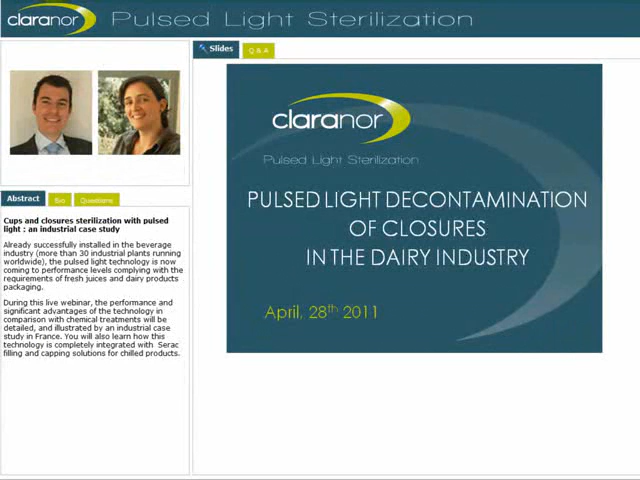 claranor Pulsed Light Sterilization
Slides
Q & A
claranor
Pulsed Light Sterilization
PULSED LIGHT DECONTAMINATION
OF CLOSURES
IN THE DAIRY INDUSTRY
April, 28th 2011
Abstract
Bio
Questions
Cups and closures sterilization with pulsed
light : an industrial case study
Already successfully installed in the beverage
industry (more than 30 industrial plants running
worldwide), the pulsed light technology is now
coming to performance levels complying with the
requirements of fresh juices and dairy products
packaging.
During this live webinar, the performance and
significant advantages of the technology in
comparison with chemical treatments will be
detailed, and illustrated by an industrial case
study in France. You will also learn how this
technology is completely integrated with Serac
filling and capping solutions for chilled products.